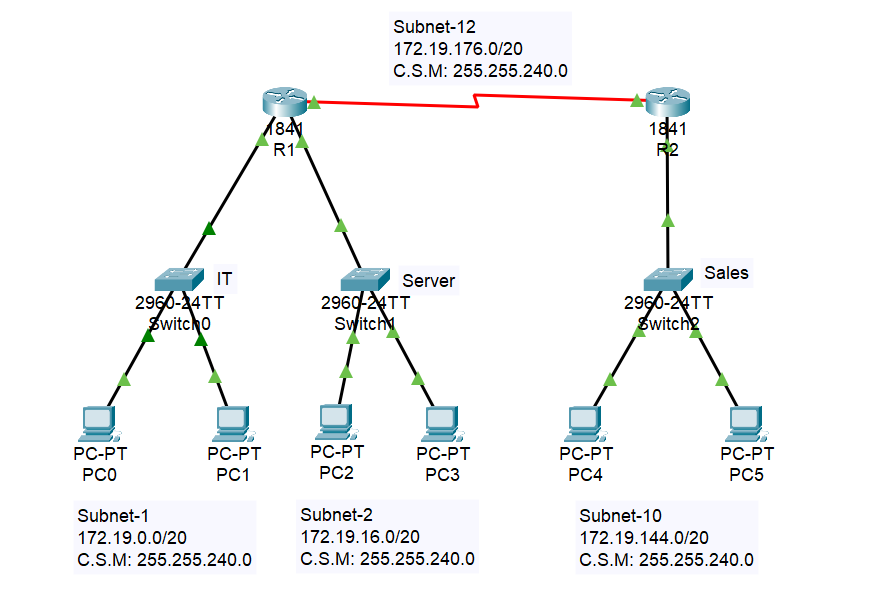 Subnet-12
172.19.176.0/20
C.S.M: 255.255.240.0
1841
R1
1841
R2
IT
2960-24TT
Switch0
Server
2960-24TT
Switch1
Sales
2960-24TT
Switch2
PC-PT
PC0
PC-PT
PC1
PC-PT
PC2
PC-PT
PC3
PC-PT
PC4
PC-PT
PC5
Subnet-1
172.19.0.0/20
C.S.M: 255.255.240.0
Subnet-2
172.19.16.0/20
C.S.M: 255.255.240.0
Subnet-10
172.19.144.0/20
C.S.M: 255.255.240.0